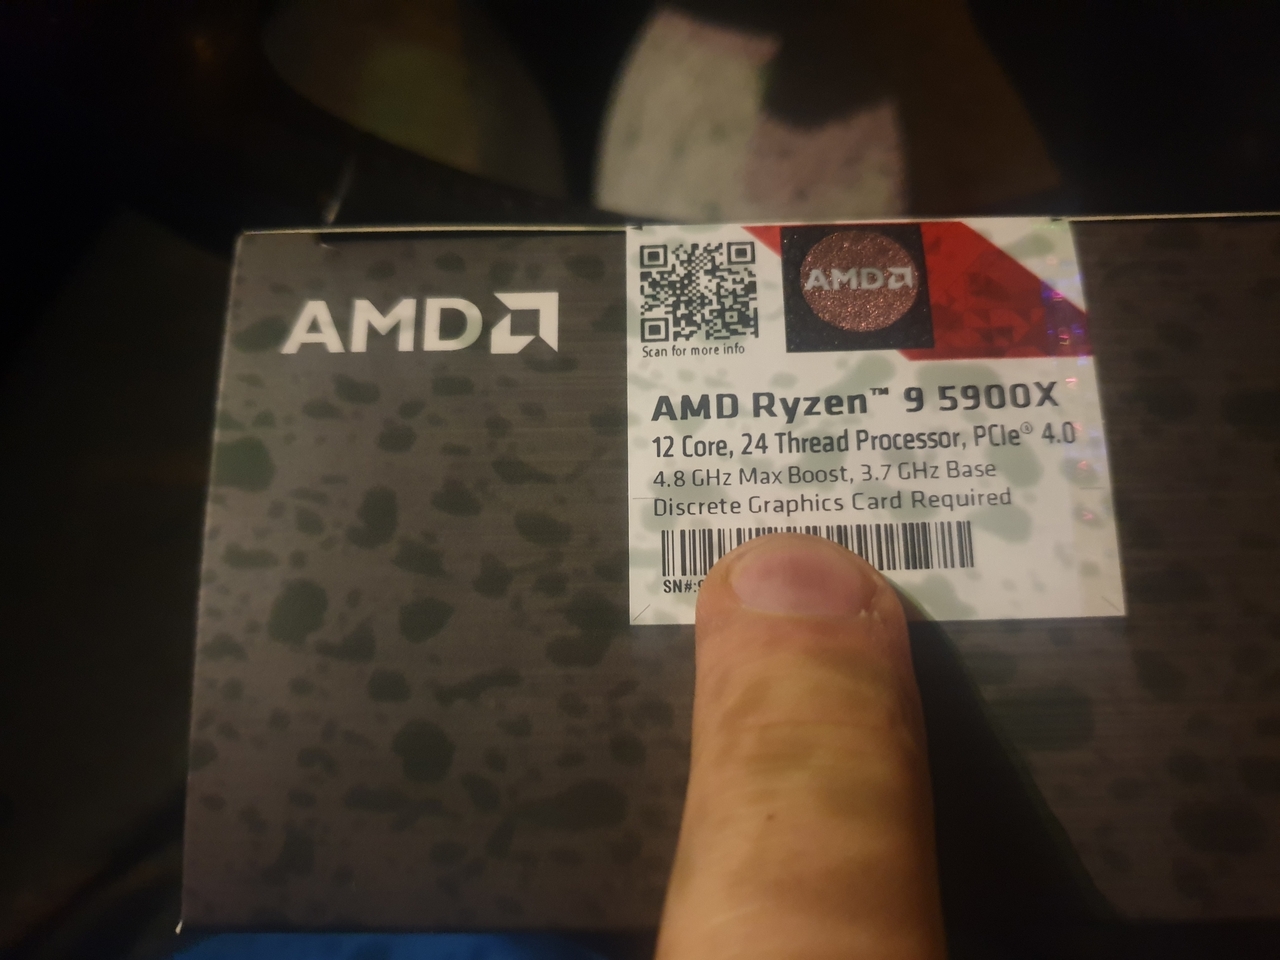 AMD
Scan for more info
AMD
AMD Ryzen™ 9 5900X
12 Core, 24 Thread Processor, PCIe® 4.0
4.8 GHz Max Boost, 3.7 GHz Base
Discrete Graphics Card Required
SN#: